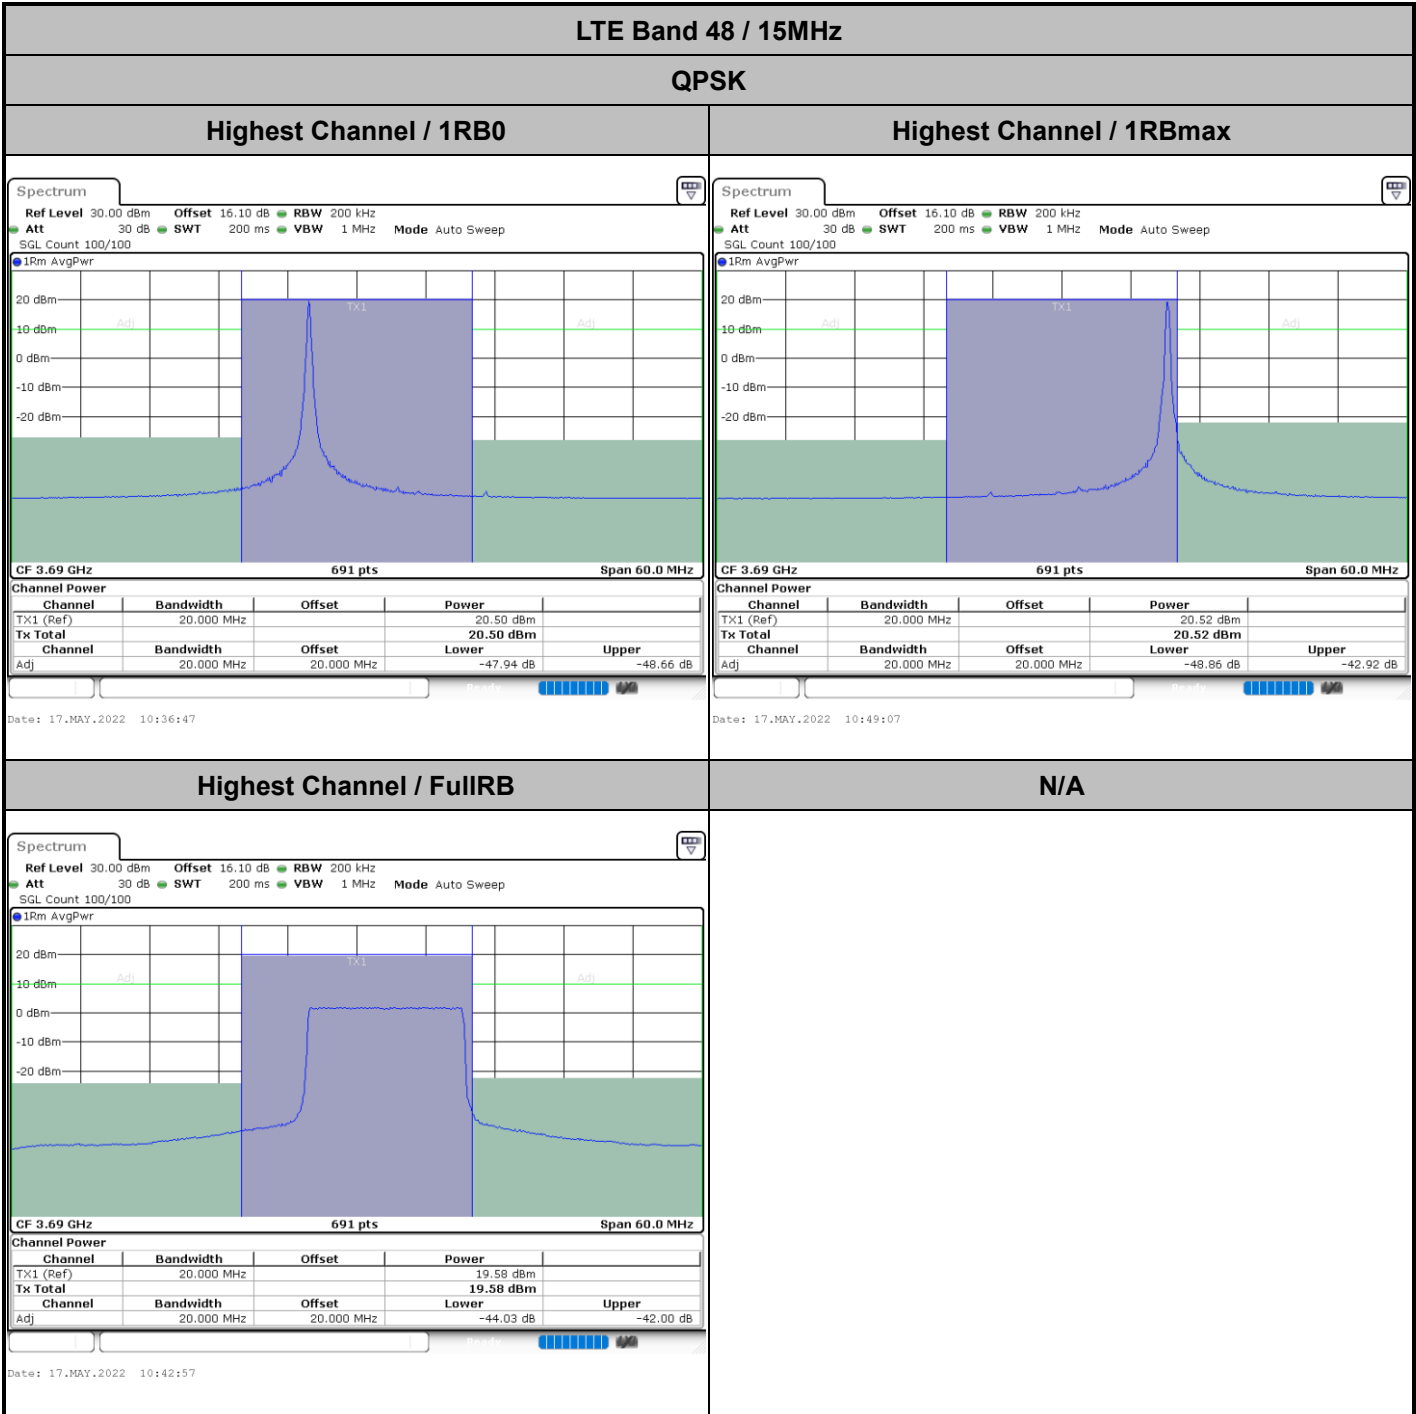 LTE Band 48 / 15MHz
QPSK
Highest Channel / 1RB0
Highest Channel / 1RBmax
Spectrum
Ref Level 30.00 dBm Offset 16.10 dB RBW 200 kHz
Att 30 dB SWT 200 ms VBW 1 MHz Mode Auto Sweep
SGL Count 100/100
1Rm AvgPwr
TX1
Adj
Adj
20 dBm
10 dBm
0 dBm
-10 dBm
-20 dBm
CF 3.69 GHz 691 pts Span 60.0 MHz
Channel Power
Channel Bandwidth Offset Power
TX1 (Ref) 20.000 MHz 20.50 dBm
Tx Total 20.50 dBm
Channel Bandwidth Offset Lower Upper
Adj 20.000 MHz 20.000 MHz -47.94 dB -48.66 dB
Ready
Date: 17.MAY.2022 10:36:47
Spectrum
Ref Level 30.00 dBm Offset 16.10 dB RBW 200 kHz
Att 30 dB SWT 200 ms VBW 1 MHz Mode Auto Sweep
SGL Count 100/100
1Rm AvgPwr
TX1
Adj
Adj
20 dBm
10 dBm
0 dBm
-10 dBm
-20 dBm
CF 3.69 GHz 691 pts Span 60.0 MHz
Channel Power
Channel Bandwidth Offset Power
TX1 (Ref) 20.000 MHz 20.52 dBm
Tx Total 20.52 dBm
Channel Bandwidth Offset Lower Upper
Adj 20.000 MHz 20.000 MHz -48.86 dB -42.92 dB
Ready
Date: 17.MAY.2022 10:49:07
Highest Channel / FullRB
N/A
Spectrum
Ref Level 30.00 dBm Offset 16.10 dB RBW 200 kHz
Att 30 dB SWT 200 ms VBW 1 MHz Mode Auto Sweep
SGL Count 100/100
1Rm AvgPwr
TX1
Adj
Adj
20 dBm
10 dBm
0 dBm
-10 dBm
-20 dBm
CF 3.69 GHz 691 pts Span 60.0 MHz
Channel Power
Channel Bandwidth Offset Power
TX1 (Ref) 20.000 MHz 19.58 dBm
Tx Total 19.58 dBm
Channel Bandwidth Offset Lower Upper
Adj 20.000 MHz 20.000 MHz -44.03 dB -42.00 dB
Ready
Date: 17.MAY.2022 10:42:57